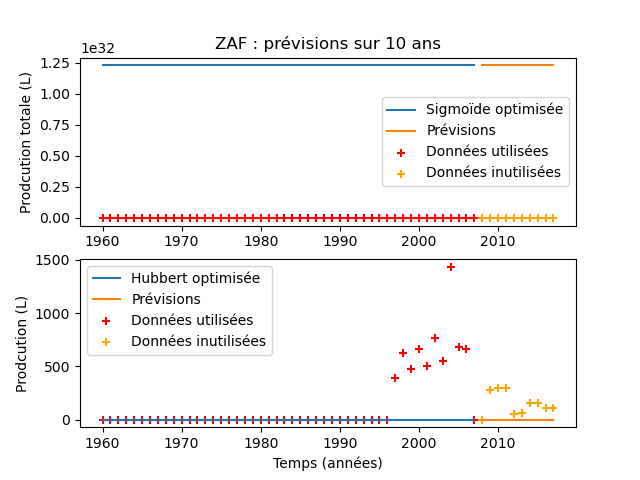 ZAF : prévisions sur 10 ans
1e32
1.25
1.00
0.75
0.50
0.25
0.00
Prodcution totale (L)
Sigmoïde optimisée
Prévisions
Données utilisées
Données inutilisées
1960 1970 1980 1990 2000 2010
1500
1000
500
0
Prodcution (L)
Hubbert optimisée
Prévisions
Données utilisées
Données inutilisées
1960 1970 1980 1990 2000 2010
Temps (années)